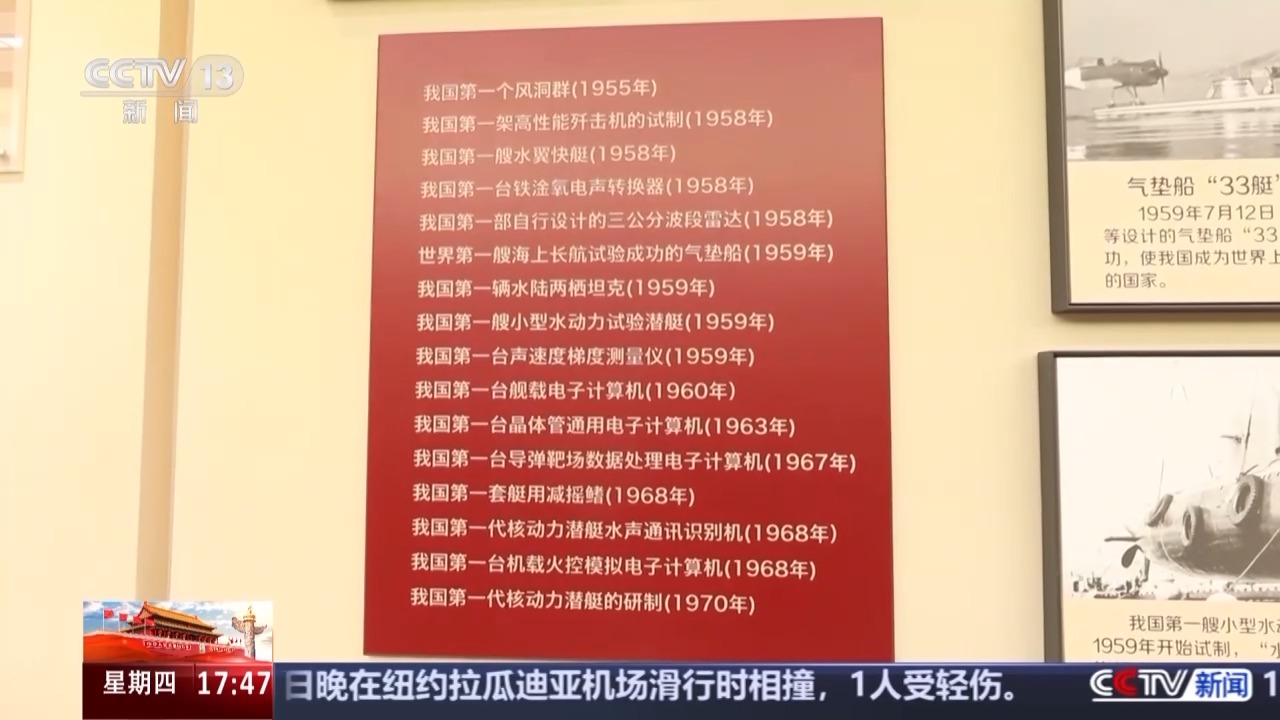 CCTV 13
新闻
我国第一个风洞群(1955年)
我国第一架高性能歼击机的试制(1958年)
我国第一艘水翼快艇(1958年)
我国第一台铁淦氧电声转换器(1958年)
我国第一部自行设计的三公分波段雷达(1958年)
世界第一艘海上长航试验成功的气垫船(1959年)
我国第一辆水陆两栖坦克(1959年)
我国第一艘小型水动力试验潜艇(1959年)
我国第一台声速度梯度测量仪(1959年)
我国第一台舰载电子计算机(1960年)
我国第一台晶体管通用电子计算机(1963年)
我国第一台导弹靶场数据处理电子计算机(1967年)
我国第一套艇用减摇鳍(1968年)
我国第一代核动力潜艇水声通讯识别机(1968年)
我国第一台机载火控模拟电子计算机(1968年)
我国第一代核动力潜艇的研制(1970年)
气垫船“33艇”
1959年7月12日
等设计的气垫船“33
功，使我国成为世界上
的国家。
我国第一艘小型水
1959年开始试制，“水
星期四 17:47
日晚在纽约拉瓜迪亚机场滑行时相撞，1人受轻伤。
CCTV 新闻 1